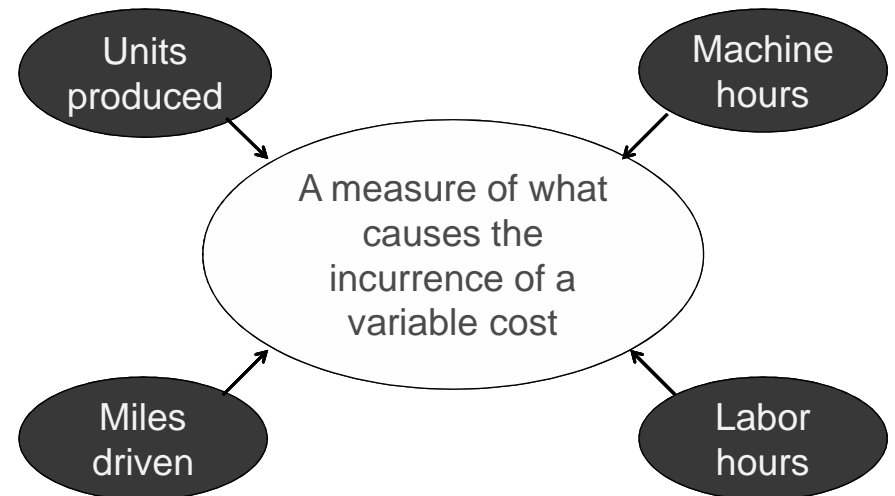 Units
produced
Machine
hours
A measure of what
causes the
incurrence of a
variable cost
Miles
driven
Labor
hours